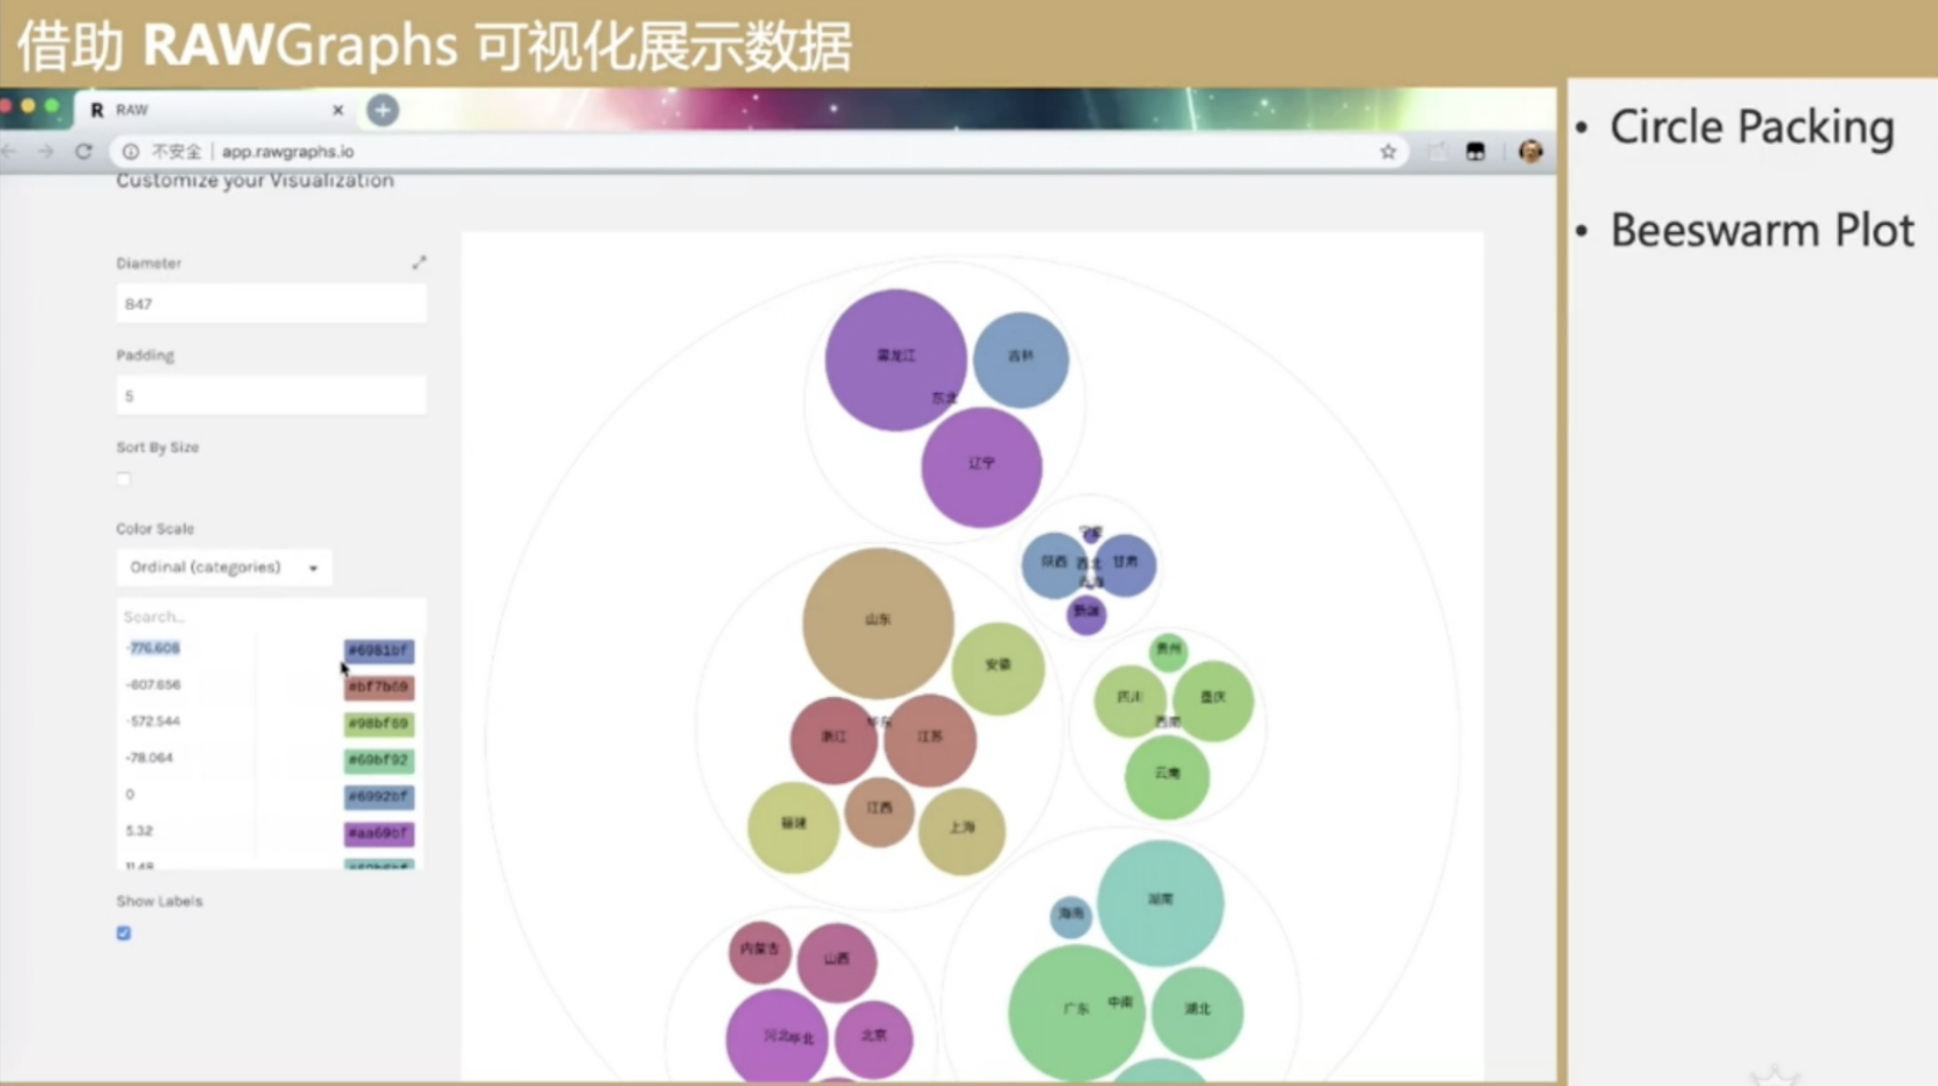 借助 RAWGraphs 可视化展示数据
R RAW
不安全 | app.rawgraphs.io
Customize your Visualization
Diameter
847
Padding
5
Sort By Size
Color Scale
Ordinal (categories)
Search...
-776.608 #6981bf
-607.656 #bf7b69
-572.544 #98bf69
-78.064 #69bf92
0 #6992bf
5.32 #aa69bf
11.48
Show Labels
黑龙江
吉林
东北
辽宁
宁夏
陕西
西北
甘肃
青海
新疆
山东
安徽
浙江
华东
江苏
福建
江西
上海
贵州
四川
重庆
西南
云南
湖南
海南
广东
中南
湖北
内蒙古
山西
河北
华北
北京
• Circle Packing
• Beeswarm Plot